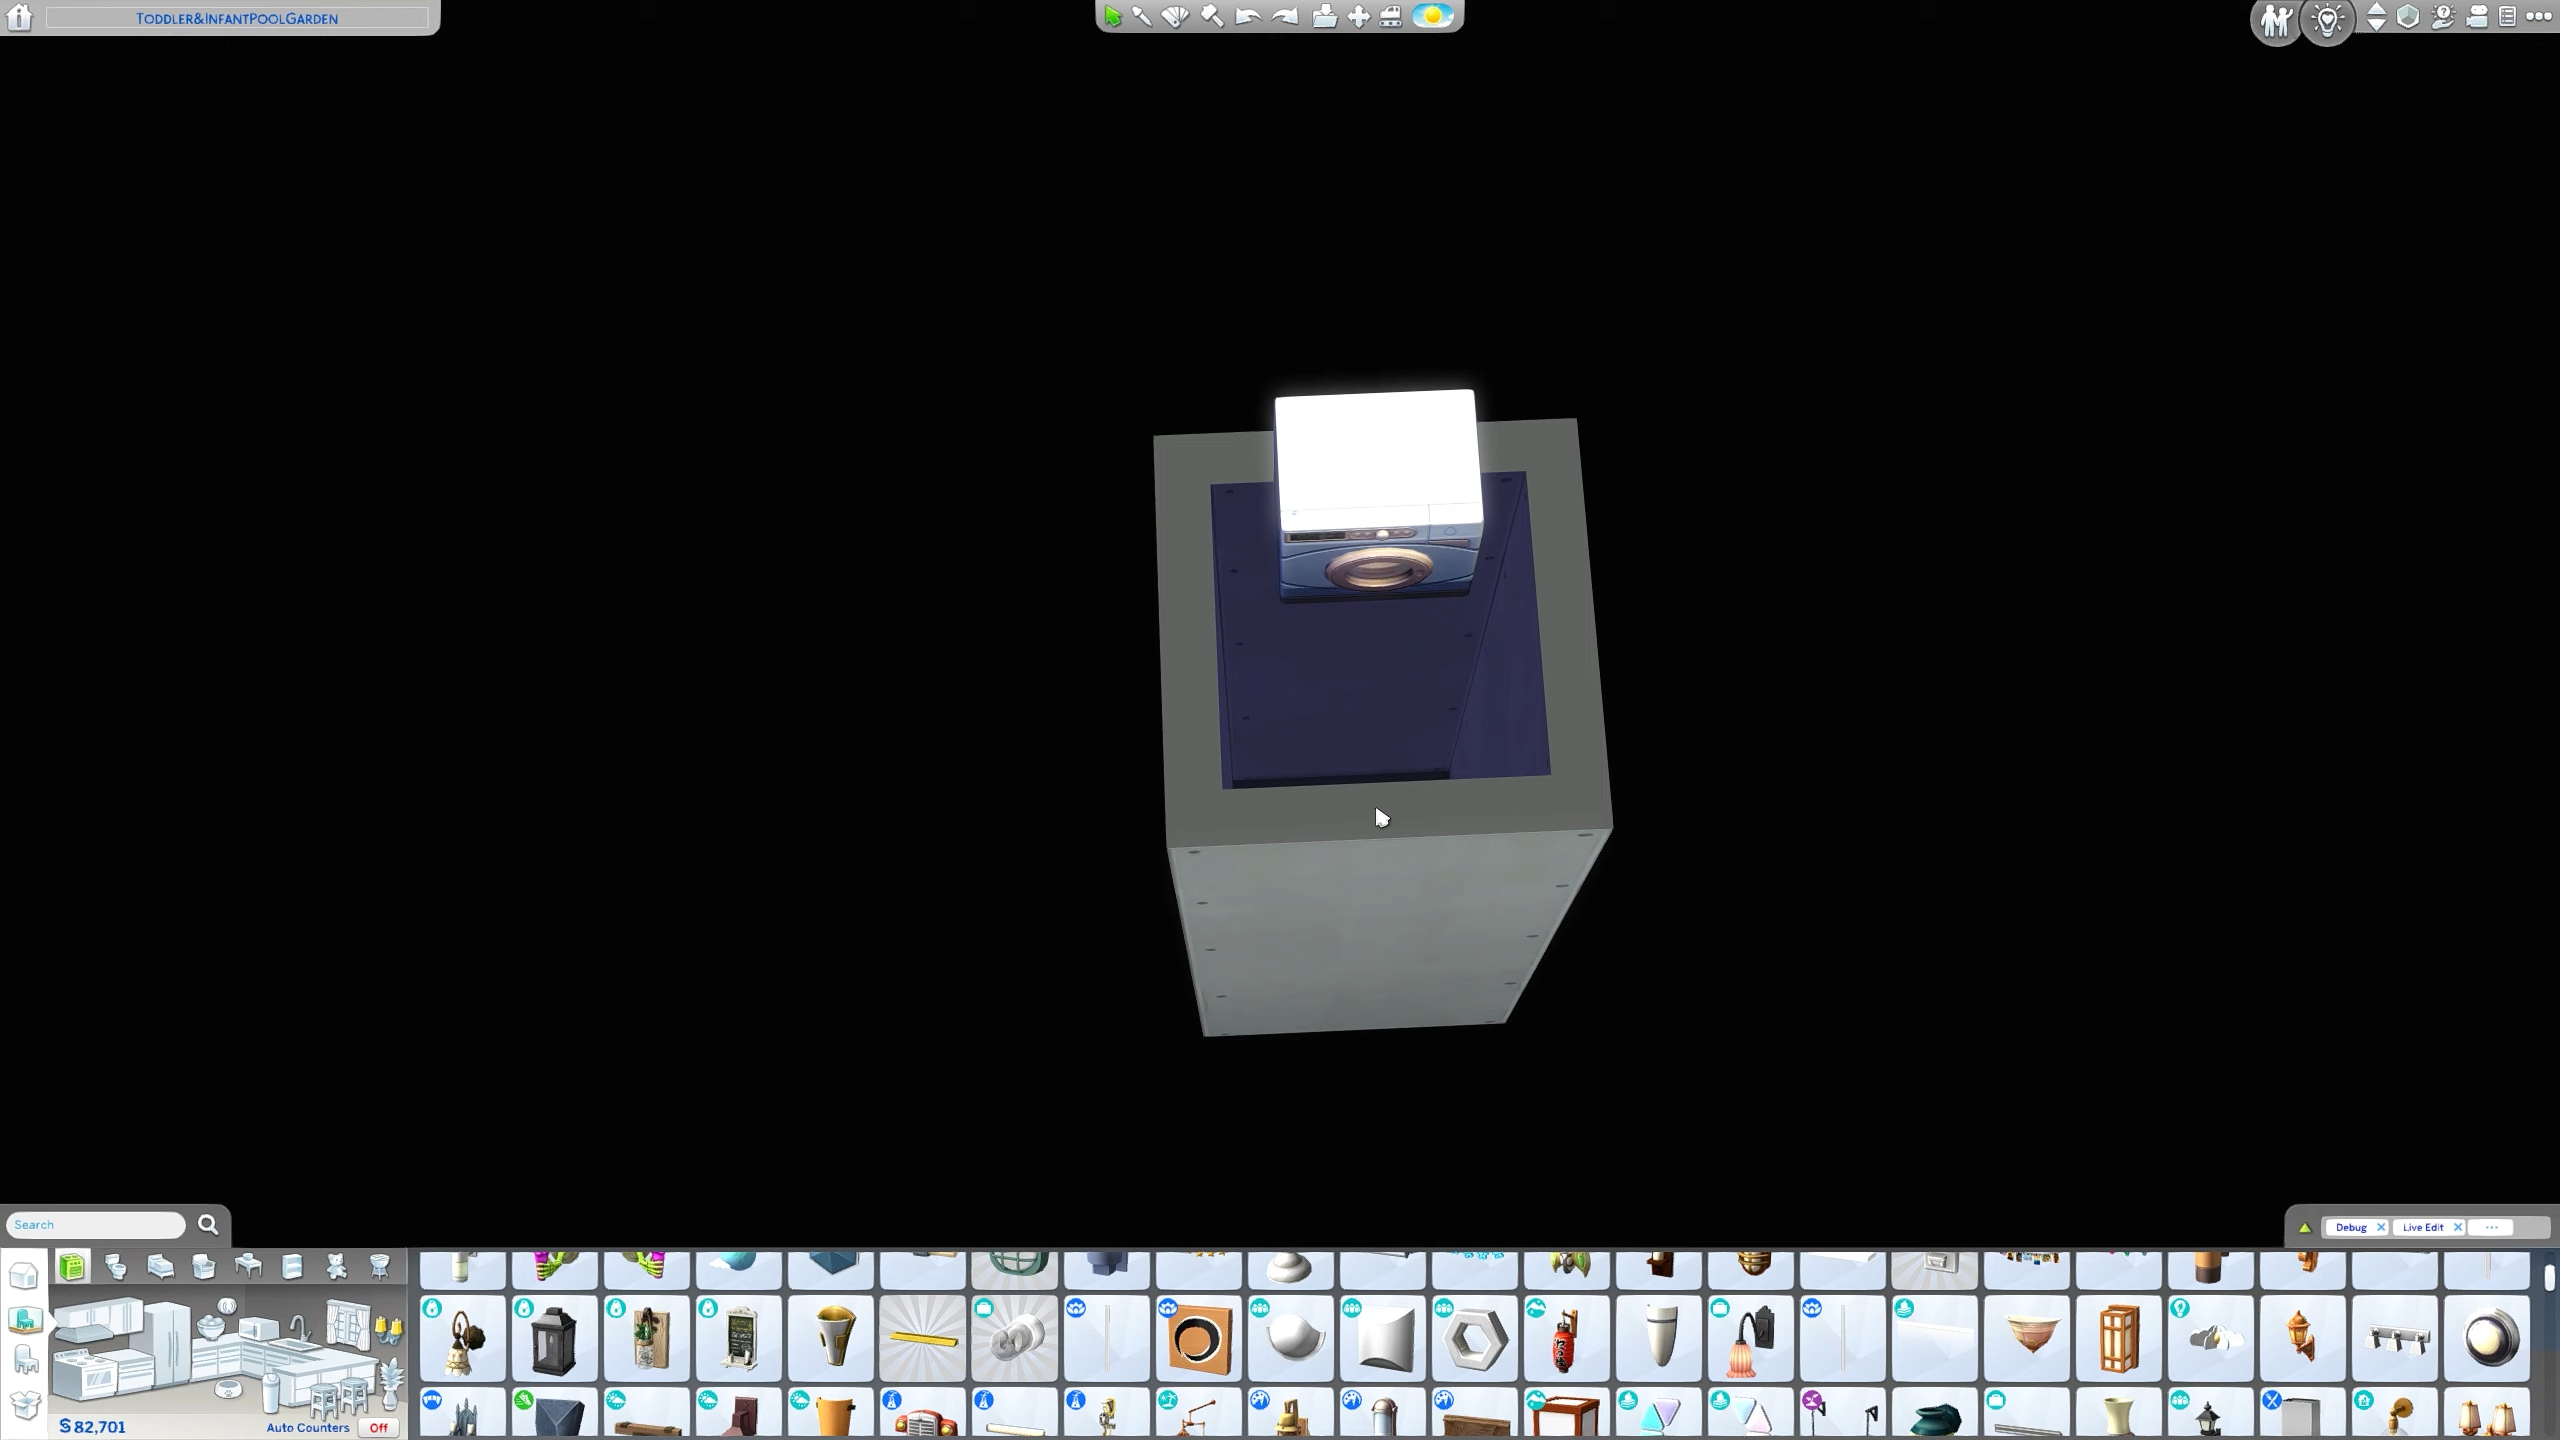 Toddler&InfantPoolGarden
Search
Debug
Live Edit
§82,701
Auto Counters
Off